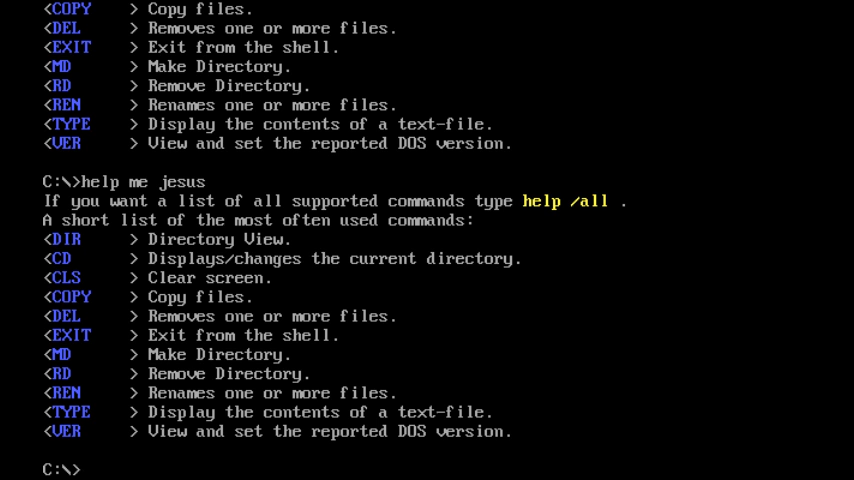 <COPY    > Copy files.
<DEL     > Removes one or more files.
<EXIT    > Exit from the shell.
<MD      > Make Directory.
<RD      > Remove Directory.
<REN     > Renames one or more files.
<TYPE    > Display the contents of a text-file.
<VER     > View and set the reported DOS version.
C:\>help me jesus
If you want a list of all supported commands type help /all .
A short list of the most often used commands:
<DIR     > Directory View.
<CD      > Displays/changes the current directory.
<CLS     > Clear screen.
<COPY    > Copy files.
<DEL     > Removes one or more files.
<EXIT    > Exit from the shell.
<MD      > Make Directory.
<RD      > Remove Directory.
<REN     > Renames one or more files.
<TYPE    > Display the contents of a text-file.
<VER     > View and set the reported DOS version.
C:\>